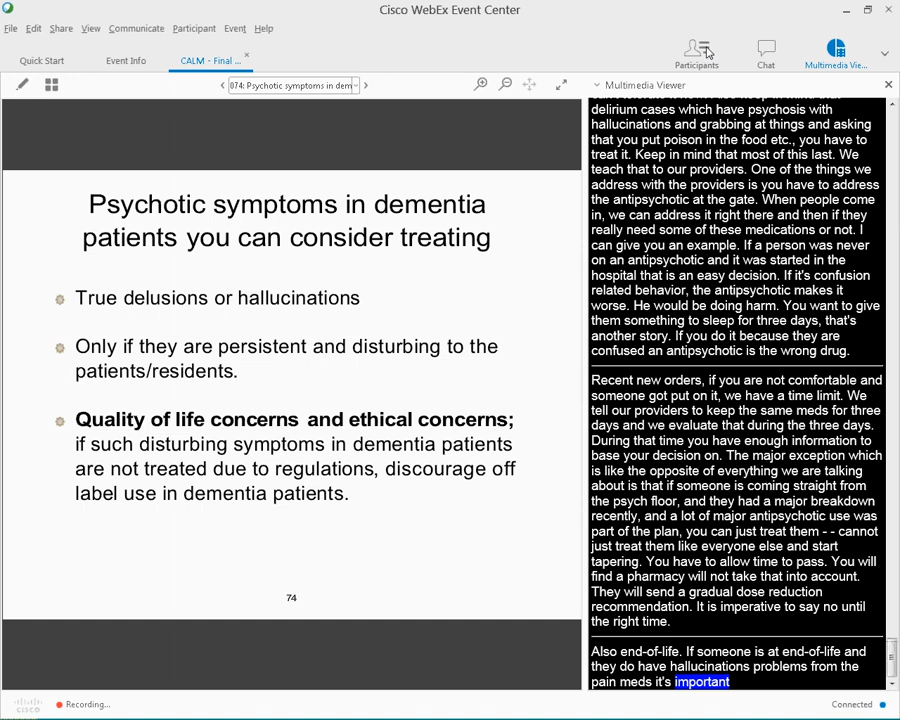 Cisco WebEx Event Center
File Edit Share View Communicate Participant Event Help
Quick Start Event Info CALM - Final ... Participants Chat Multimedia Vie...
074: Psychotic symptoms in dem
Multimedia Viewer
Psychotic symptoms in dementia
patients you can consider treating
True delusions or hallucinations
Only if they are persistent and disturbing to the
patients/residents.
Quality of life concerns and ethical concerns;
if such disturbing symptoms in dementia patients
are not treated due to regulations, discourage off
label use in dementia patients.
74
delirium cases which have psychosis with
hallucinations and grabbing at things and asking
that you put poison in the food etc., you have to
treat it. Keep in mind that most of this last. We
teach that to our providers. One of the things we
address with the providers is you have to address
the antipsychotic at the gate. When people come
in, we can address it right there and then if they
really need some of these medications or not. I
can give you an example. If a person was never
on an antipsychotic and it was started in the
hospital that is an easy decision. If it's confusion
related behavior, the antipsychotic makes it
worse. He would be doing harm. You want to give
them something to sleep for three days, that's
another story. If you do it because they are
confused an antipsychotic is the wrong drug.
Recent new orders, if you are not comfortable and
someone got put on it, we have a time limit. We
tell our providers to keep the same meds for three
days and we evaluate that during the three days.
During that time you have enough information to
base your decision on. The major exception which
is like the opposite of everything we are talking
about is that if someone is coming straight from
the psych floor, and they had a major breakdown
recently, and a lot of major antipsychotic use was
part of the plan, you can just treat them - - cannot
just treat them like everyone else and start
tapering. You have to allow time to pass. You will
find a pharmacy will not take that into account.
They will send a gradual dose reduction
recommendation. It is imperative to say no until
the right time.
Also end-of-life. If someone is at end-of-life and
they do have hallucinations problems from the
pain meds it's important
cisco Recording... Connected